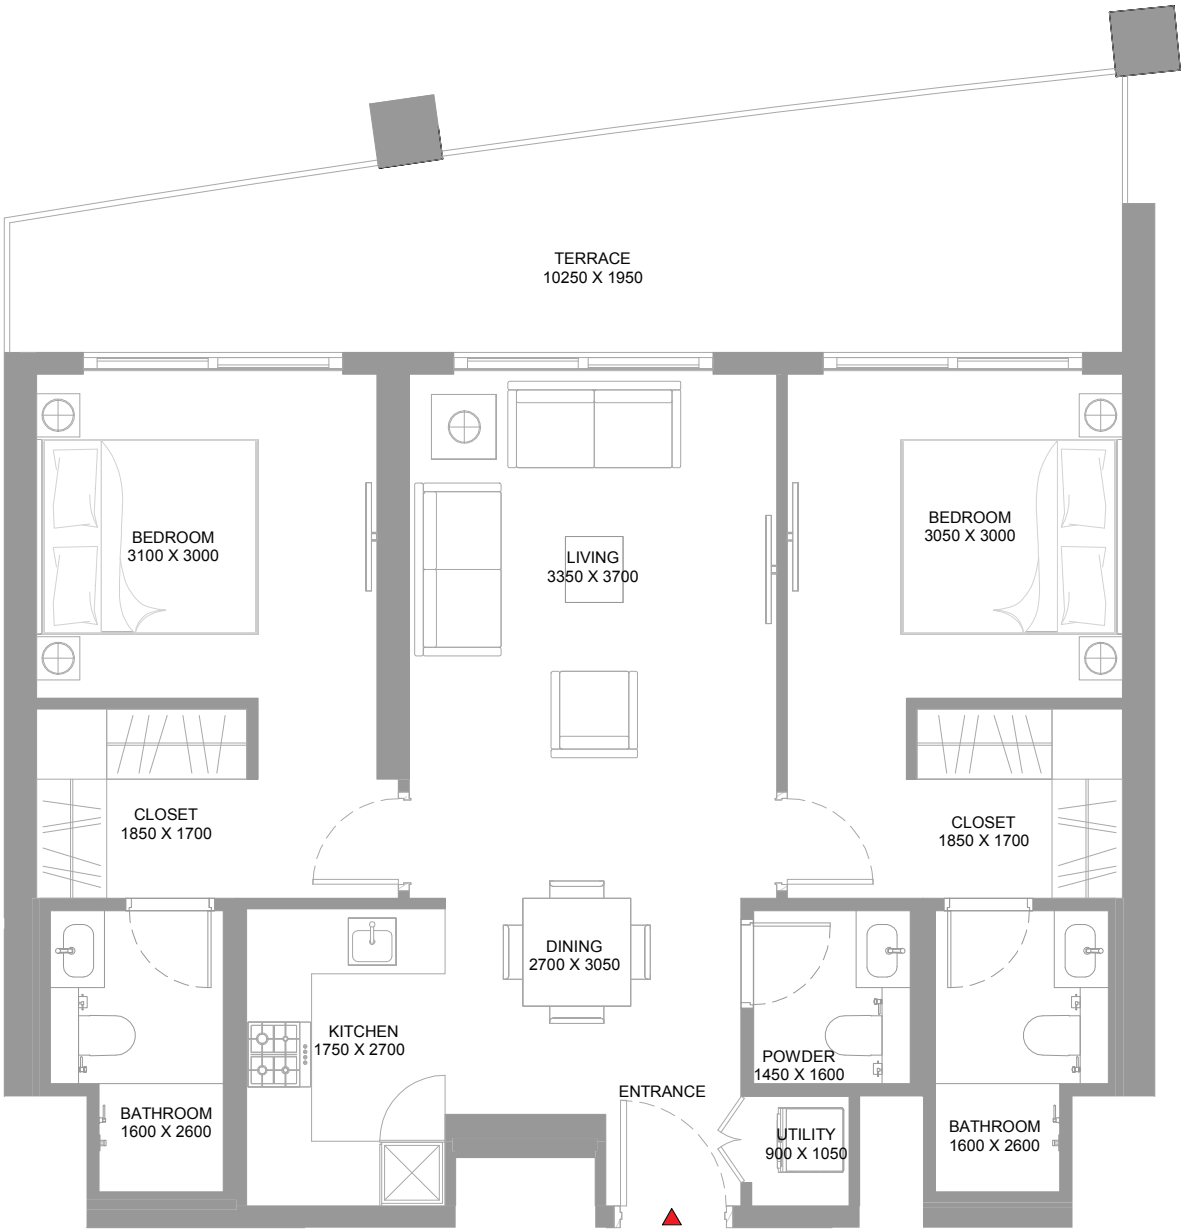 TERRACE
10250 X 1950
BEDROOM
3100 X 3000
LIVING
3350 X 3700
BEDROOM
3050 X 3000
CLOSET
1850 X 1700
CLOSET
1850 X 1700
DINING
2700 X 3050
KITCHEN
1750 X 2700
POWDER
1450 X 1600
ENTRANCE
BATHROOM
1600 X 2600
UTILITY
900 X 1050
BATHROOM
1600 X 2600